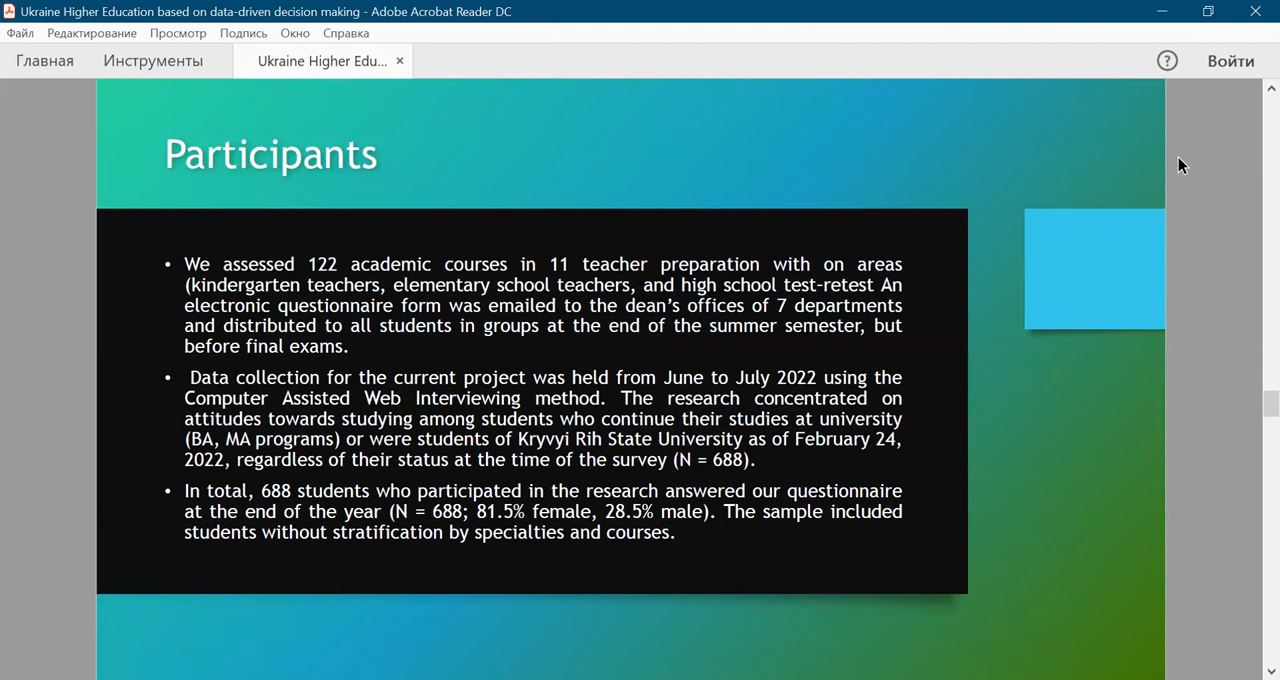 Ukraine Higher Education based on data-driven decision making - Adobe Acrobat Reader DC
Файл Редактирование Просмотр Подпись Окно Справка
Главная Инструменты Ukraine Higher Edu... × ? Войти
Participants
• We assessed 122 academic courses in 11 teacher preparation with on areas
(kindergarten teachers, elementary school teachers, and high school test-retest An
electronic questionnaire form was emailed to the dean's offices of 7 departments
and distributed to all students in groups at the end of the summer semester, but
before final exams.
• Data collection for the current project was held from June to July 2022 using the
Computer Assisted Web Interviewing method. The research concentrated on
attitudes towards studying among students who continue their studies at university
(BA, MA programs) or were students of Kryvyi Rih State University as of February 24,
2022, regardless of their status at the time of the survey (N = 688).
• In total, 688 students who participated in the research answered our questionnaire
at the end of the year (N = 688; 81.5% female, 28.5% male). The sample included
students without stratification by specialties and courses.